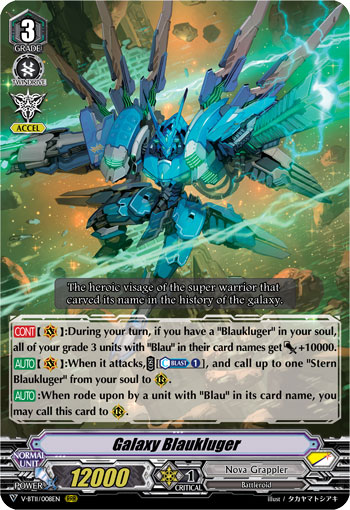 3
GRADE
TWINDRIVE
ACCEL
The heroic visage of the super warrior that
carved its name in the history of the galaxy.
CONT[ V ]:During your turn, if you have a "Blaukluger" in your soul,
all of your grade 3 units with "Blau" in their card names get +10000.
AUTO[ V ]:When it attacks, [ BLAST 1 ], and call up to one "Stern
Blaukluger" from your soul to R.
AUTO:When rode upon by a unit with "Blau" in its card name, you
may call this card to R.
Galaxy Blaukluger
NORMAL
UNIT
POWER
12000
1
CRITICAL
Nova Grappler
Battleroid
V-BT11/008EN RRR
illust / タカヤマトシアキ